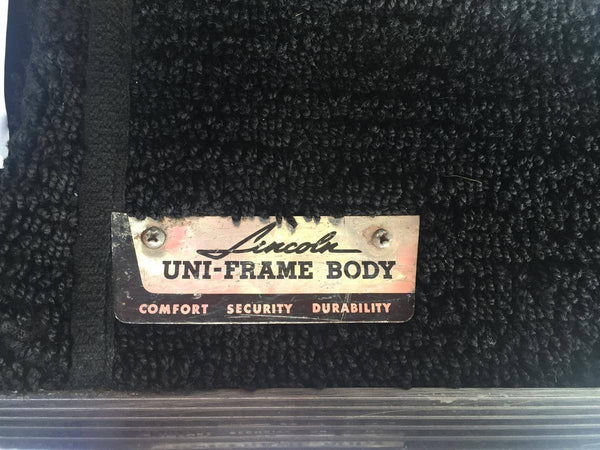 Lincoln
UNI-FRAME BODY
COMFORT SECURITY DURABILITY